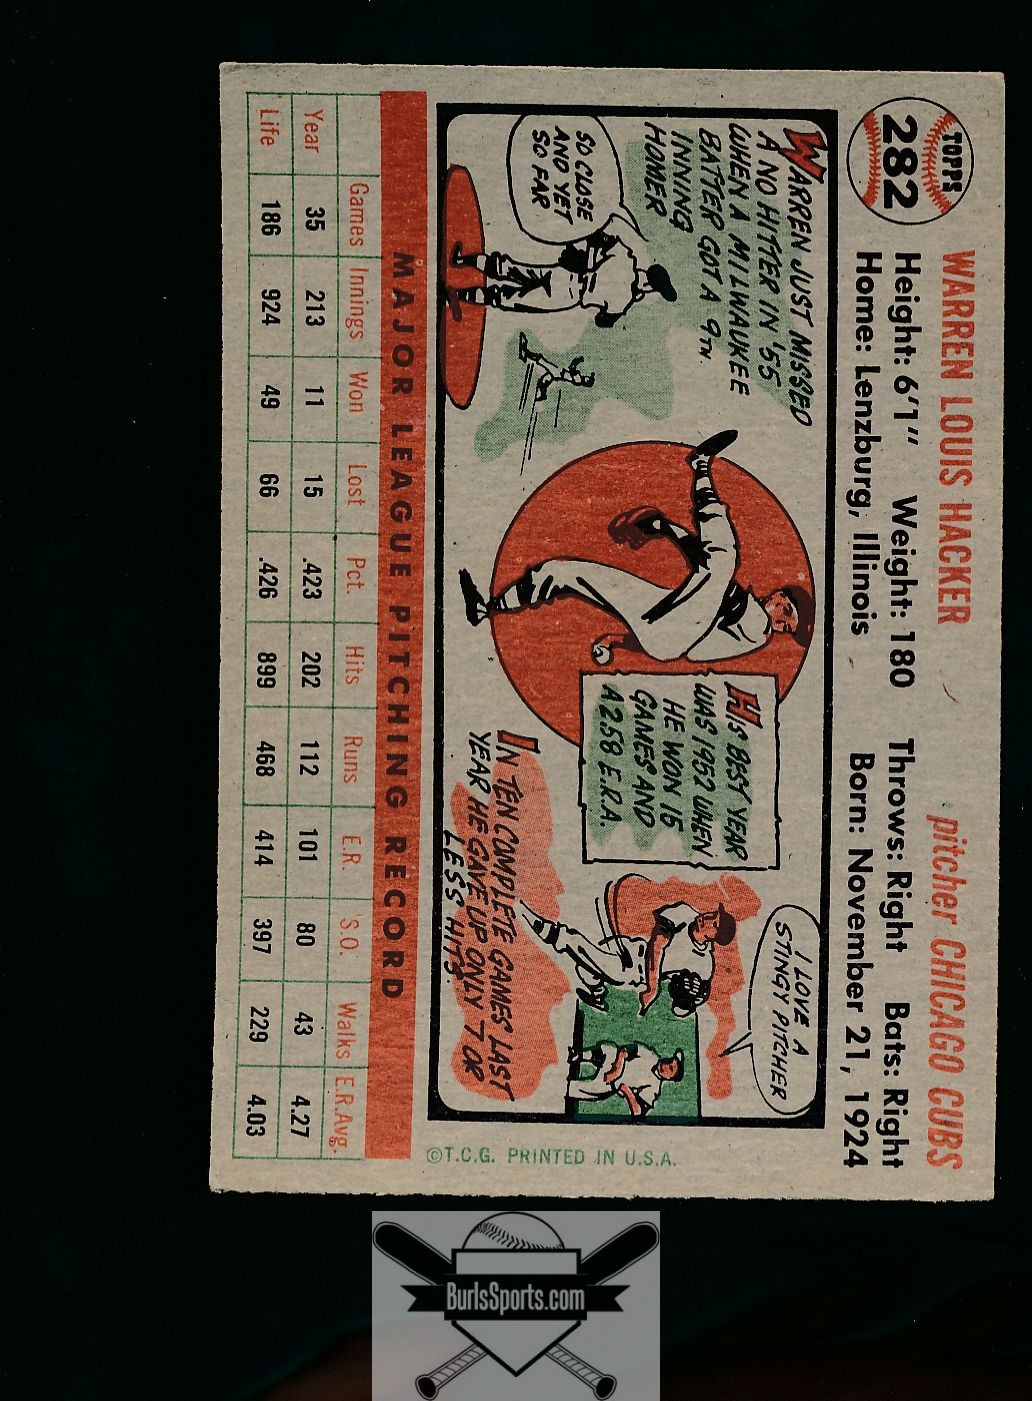 TOPPS
282
WARREN LOUIS HACKER pitcher CHICAGO CUBS
Height: 6'1" Weight: 180 Throws: Right Bats: Right
Home: Lenzburg, Illinois Born: November 21, 1924
WARREN JUST MISSED
A NO HITTER IN '55
WHEN A MILWAUKEE
BATTER GOT A 9TH.
INNING
HOMER
SO CLOSE
AND YET
SO FAR
HIS BEST YEAR
WAS 1952 WHEN
HE WON 15
GAMES AND
A 2.58 E.R.A
I LOVE A
STINGY PITCHER
IN TEN COMPLETE GAMES LAST
YEAR HE GAVE UP ONLY 7 OR
LESS HITS.
©T.C.G. PRINTED IN U.S.A.
MAJOR LEAGUE PITCHING RECORD
Games Innings Won Lost Pct. Hits Runs E.R. S.O. Walks E.R.Avg.
Year 35 213 11 15 .423 202 112 101 80 43 4.27
Life 186 924 49 66 .426 899 468 414 397 229 4.03
BurlsSports.com